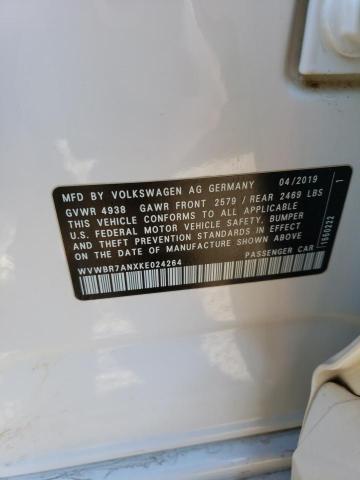 MFD BY VOLKSWAGEN AG GERMANY 04/2019
GVWR 4938 GAWR FRONT 2579 / REAR 2469 LBS
THIS VEHICLE CONFORMS TO ALL APPLICABLE
U.S. FEDERAL MOTOR VEHICLE SAFETY, BUMPER
AND THEFT PREVENTION STANDARDS IN EFFECT
ON THE DATE OF MANUFACTURE SHOWN ABOVE.
WVWBR7ANXKE024264 PASSENGER CAR
1660222 1